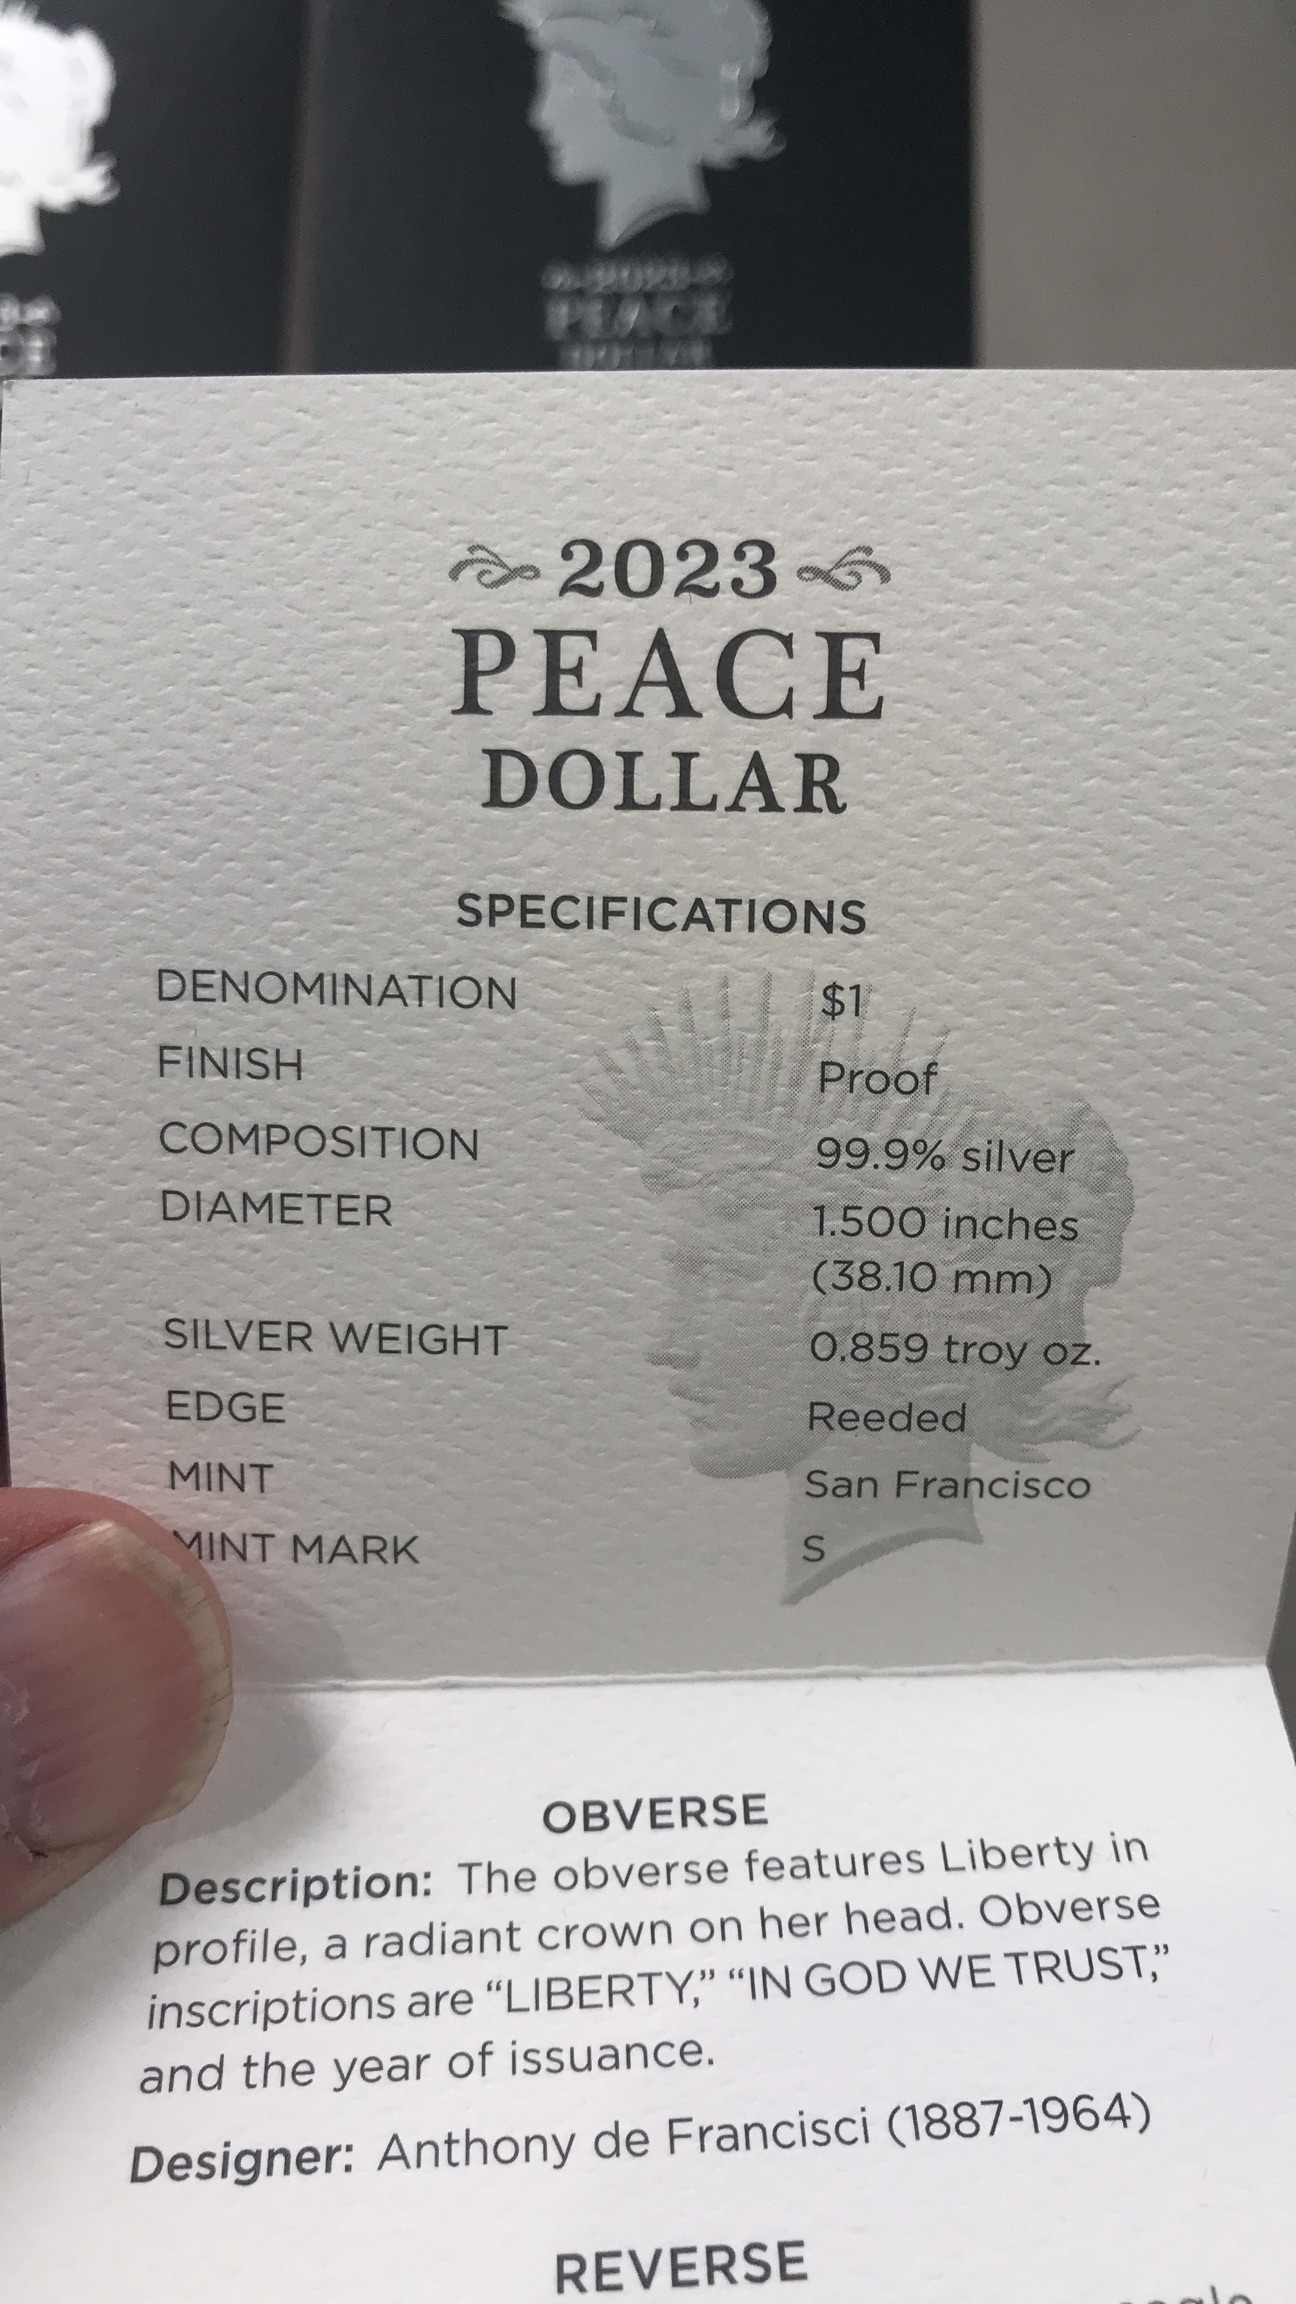 2023
PEACE
DOLLAR
2023
PEACE
DOLLAR
SPECIFICATIONS
DENOMINATION $1
FINISH Proof
COMPOSITION 99.9% silver
DIAMETER 1.500 inches
(38.10 mm)
SILVER WEIGHT 0.859 troy oz.
EDGE Reeded
MINT San Francisco
MINT MARK S
OBVERSE
Description: The obverse features Liberty in
profile, a radiant crown on her head. Obverse
inscriptions are “LIBERTY,” “IN GOD WE TRUST,”
and the year of issuance.
Designer: Anthony de Francisci (1887-1964)
REVERSE